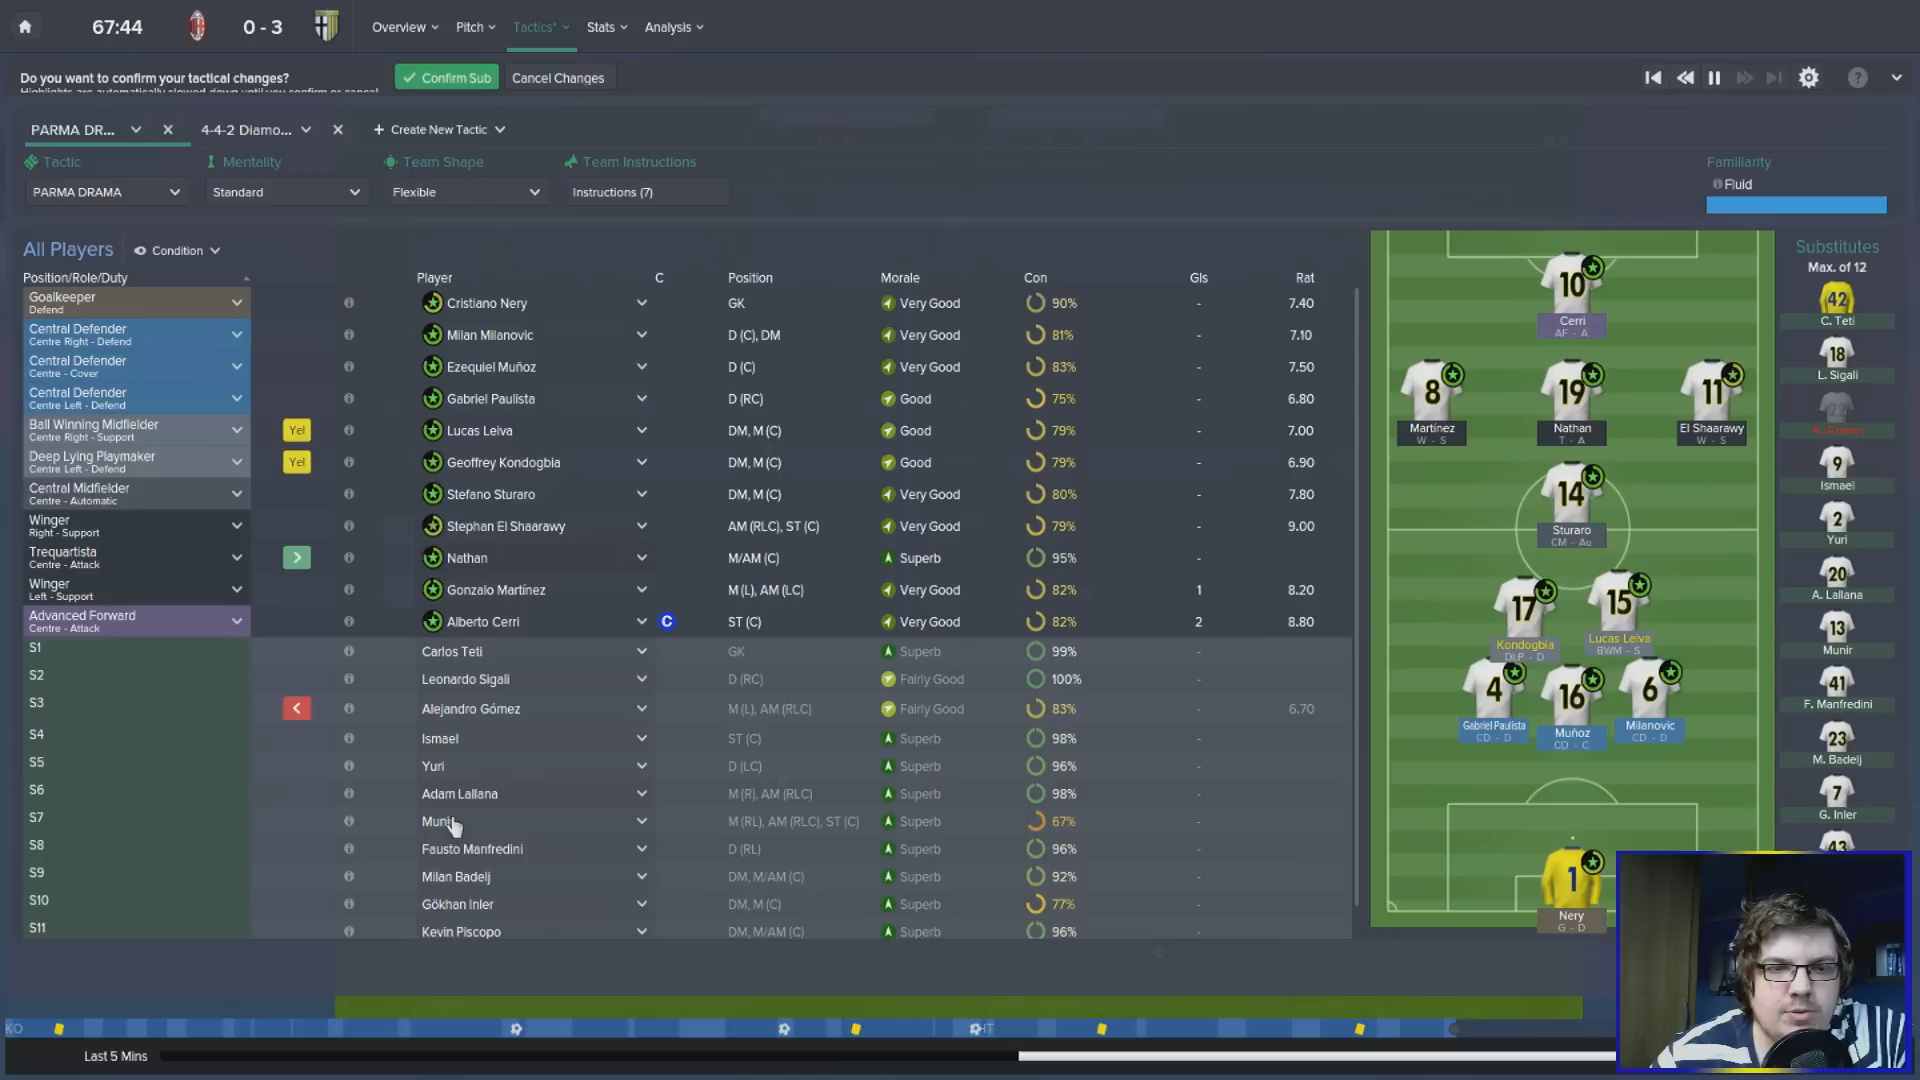 67:44 0 - 3 Overview Pitch Tactics* Stats Analysis
Do you want to confirm your tactical changes? Confirm Sub Cancel Changes
Highlights are automatically slowed down until you confirm or cancel
PARMA DR... 4-4-2 Diamo... + Create New Tactic
Tactic Mentality Team Shape Team Instructions Familiarity
PARMA DRAMA Standard Flexible Instructions (7) Fluid
All Players Condition
Position/Role/Duty Player C Position Morale Con Gls Rat
Goalkeeper
Defend
Cristiano Nery GK Very Good 90% - 7.40
Central Defender
Centre Right - Defend
Milan Milanovic D (C), DM Very Good 81% - 7.10
Central Defender
Centre - Cover
Ezequiel Muñoz D (C) Very Good 83% - 7.50
Central Defender
Centre Left - Defend
Gabriel Paulista D (RC) Good 75% - 6.80
Ball Winning Midfielder
Centre Right - Support
Yel Lucas Leiva DM, M (C) Good 79% - 7.00
Deep Lying Playmaker
Centre Left - Defend
Yel Geoffrey Kondogbia DM, M (C) Good 79% - 6.90
Central Midfielder
Centre - Automatic
Stefano Sturaro DM, M (C) Very Good 80% - 7.80
Winger
Right - Support
Stephan El Shaarawy AM (RLC), ST (C) Very Good 79% - 9.00
Trequartista
Centre - Attack
Nathan M/AM (C) Superb 95% -
Winger
Left - Support
Gonzalo Martínez M (L), AM (LC) Very Good 82% 1 8.20
Advanced Forward
Centre - Attack
Alberto Cerri C ST (C) Very Good 82% 2 8.80
S1 Carlos Teti GK Superb 99% -
S2 Leonardo Sigali D (RC) Fairly Good 100% -
S3 Alejandro Gómez M (L), AM (RLC) Fairly Good 83% - 6.70
S4 Ismael ST (C) Superb 98% -
S5 Yuri D (LC) Superb 96% -
S6 Adam Lallana M (R), AM (RLC) Superb 98% -
S7 Munir M (RL), AM (RLC), ST (C) Superb 67% -
S8 Fausto Manfredini D (RL) Superb 96% -
S9 Milan Badelj DM, M/AM (C) Superb 92% -
S10 Gökhan Inler DM, M (C) Superb 77% -
S11 Kevin Piscopo DM, M/AM (C) Superb 96% -
10
Cerri
AF - A
8 19 11
Martínez Nathan El Shaarawy
W - S T - A W - S
14
Sturaro
CM - Au
17 15
Kondogbia Lucas Leiva
DLP - D BWM - S
4 16 6
Gabriel Paulista Muñoz Milanovic
CD - D CD - C CD - D
1
Nery
G - D
Substitutes
Max. of 12
42
C. Teti
18
L. Sigali
22
9
Ismael
2
Yuri
20
A. Lallana
13
Munir
41
F. Manfredini
23
M. Badelj
7
G. Inler
43
KO HT
Last 5 Mins